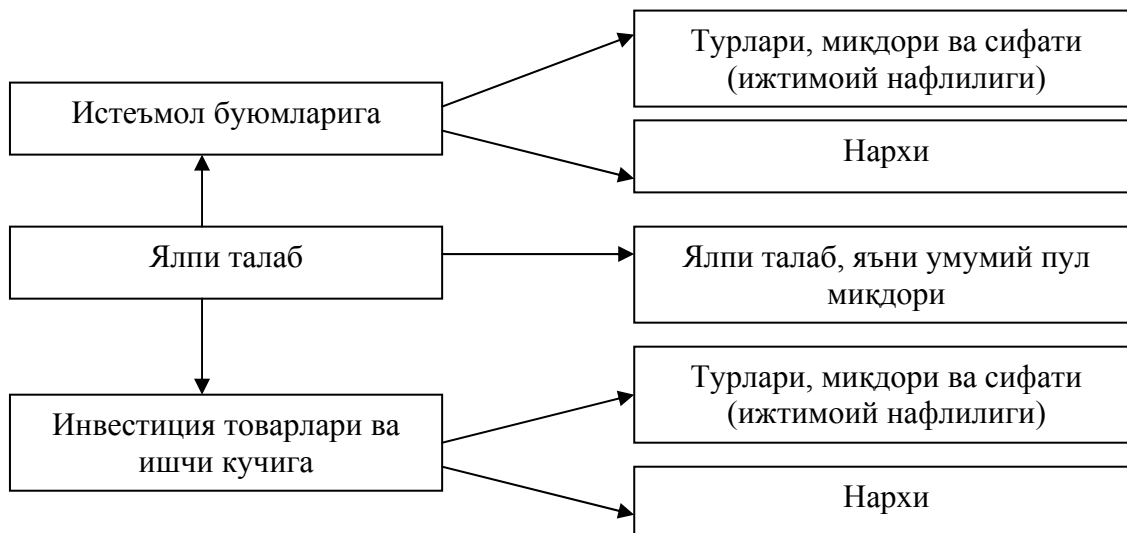 Турлари, миқдори ва сифати
(ижтимоий нафлилиги)
Истеъмол буюмларига
Нархи
Ялпи талаб
Ялпи талаб, яъни умумий пул
миқдори
Турлари, миқдори ва сифати
(ижтимоий нафлилиги)
Инвестиция товарлари ва
ишчи кучига
Нархи